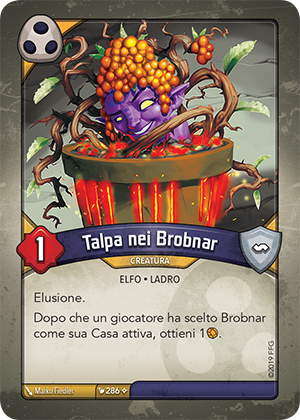 Talpa nei Brobnar
1
CREATURA
ELFO • LADRO
Elusione.
Dopo che un giocatore ha scelto Brobnar
come sua Casa attiva, ottieni 1.
©2019 FFG
Marko Fiedler
286